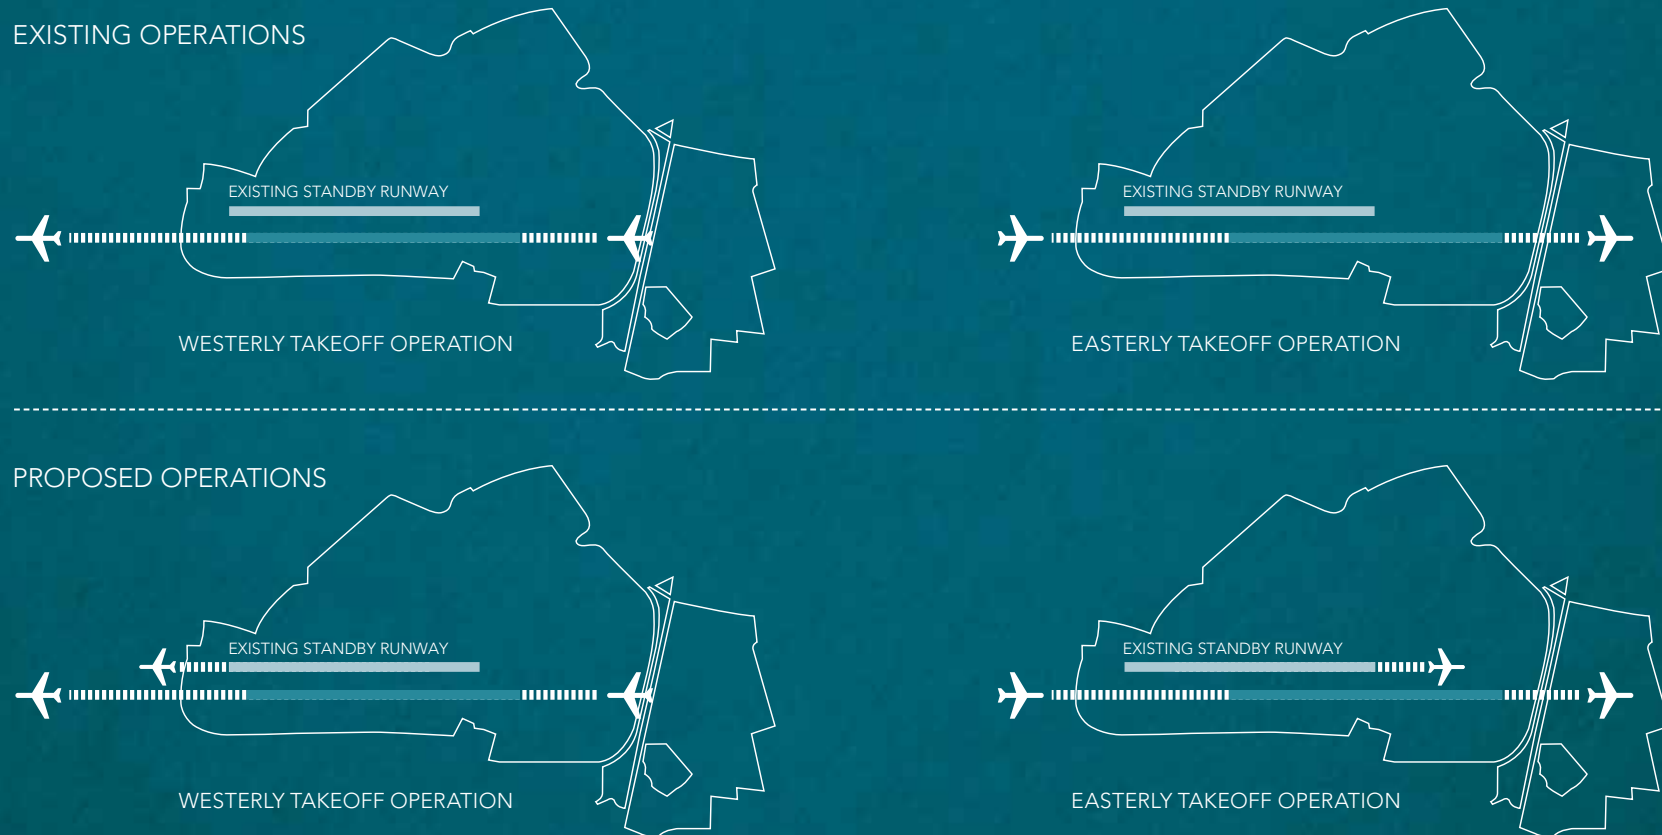 EXISTING OPERATIONS
EXISTING STANDBY RUNWAY
WESTERLY TAKEOFF OPERATION
EXISTING STANDBY RUNWAY
EASTERLY TAKEOFF OPERATION
PROPOSED OPERATIONS
EXISTING STANDBY RUNWAY
WESTERLY TAKEOFF OPERATION
EXISTING STANDBY RUNWAY
EASTERLY TAKEOFF OPERATION